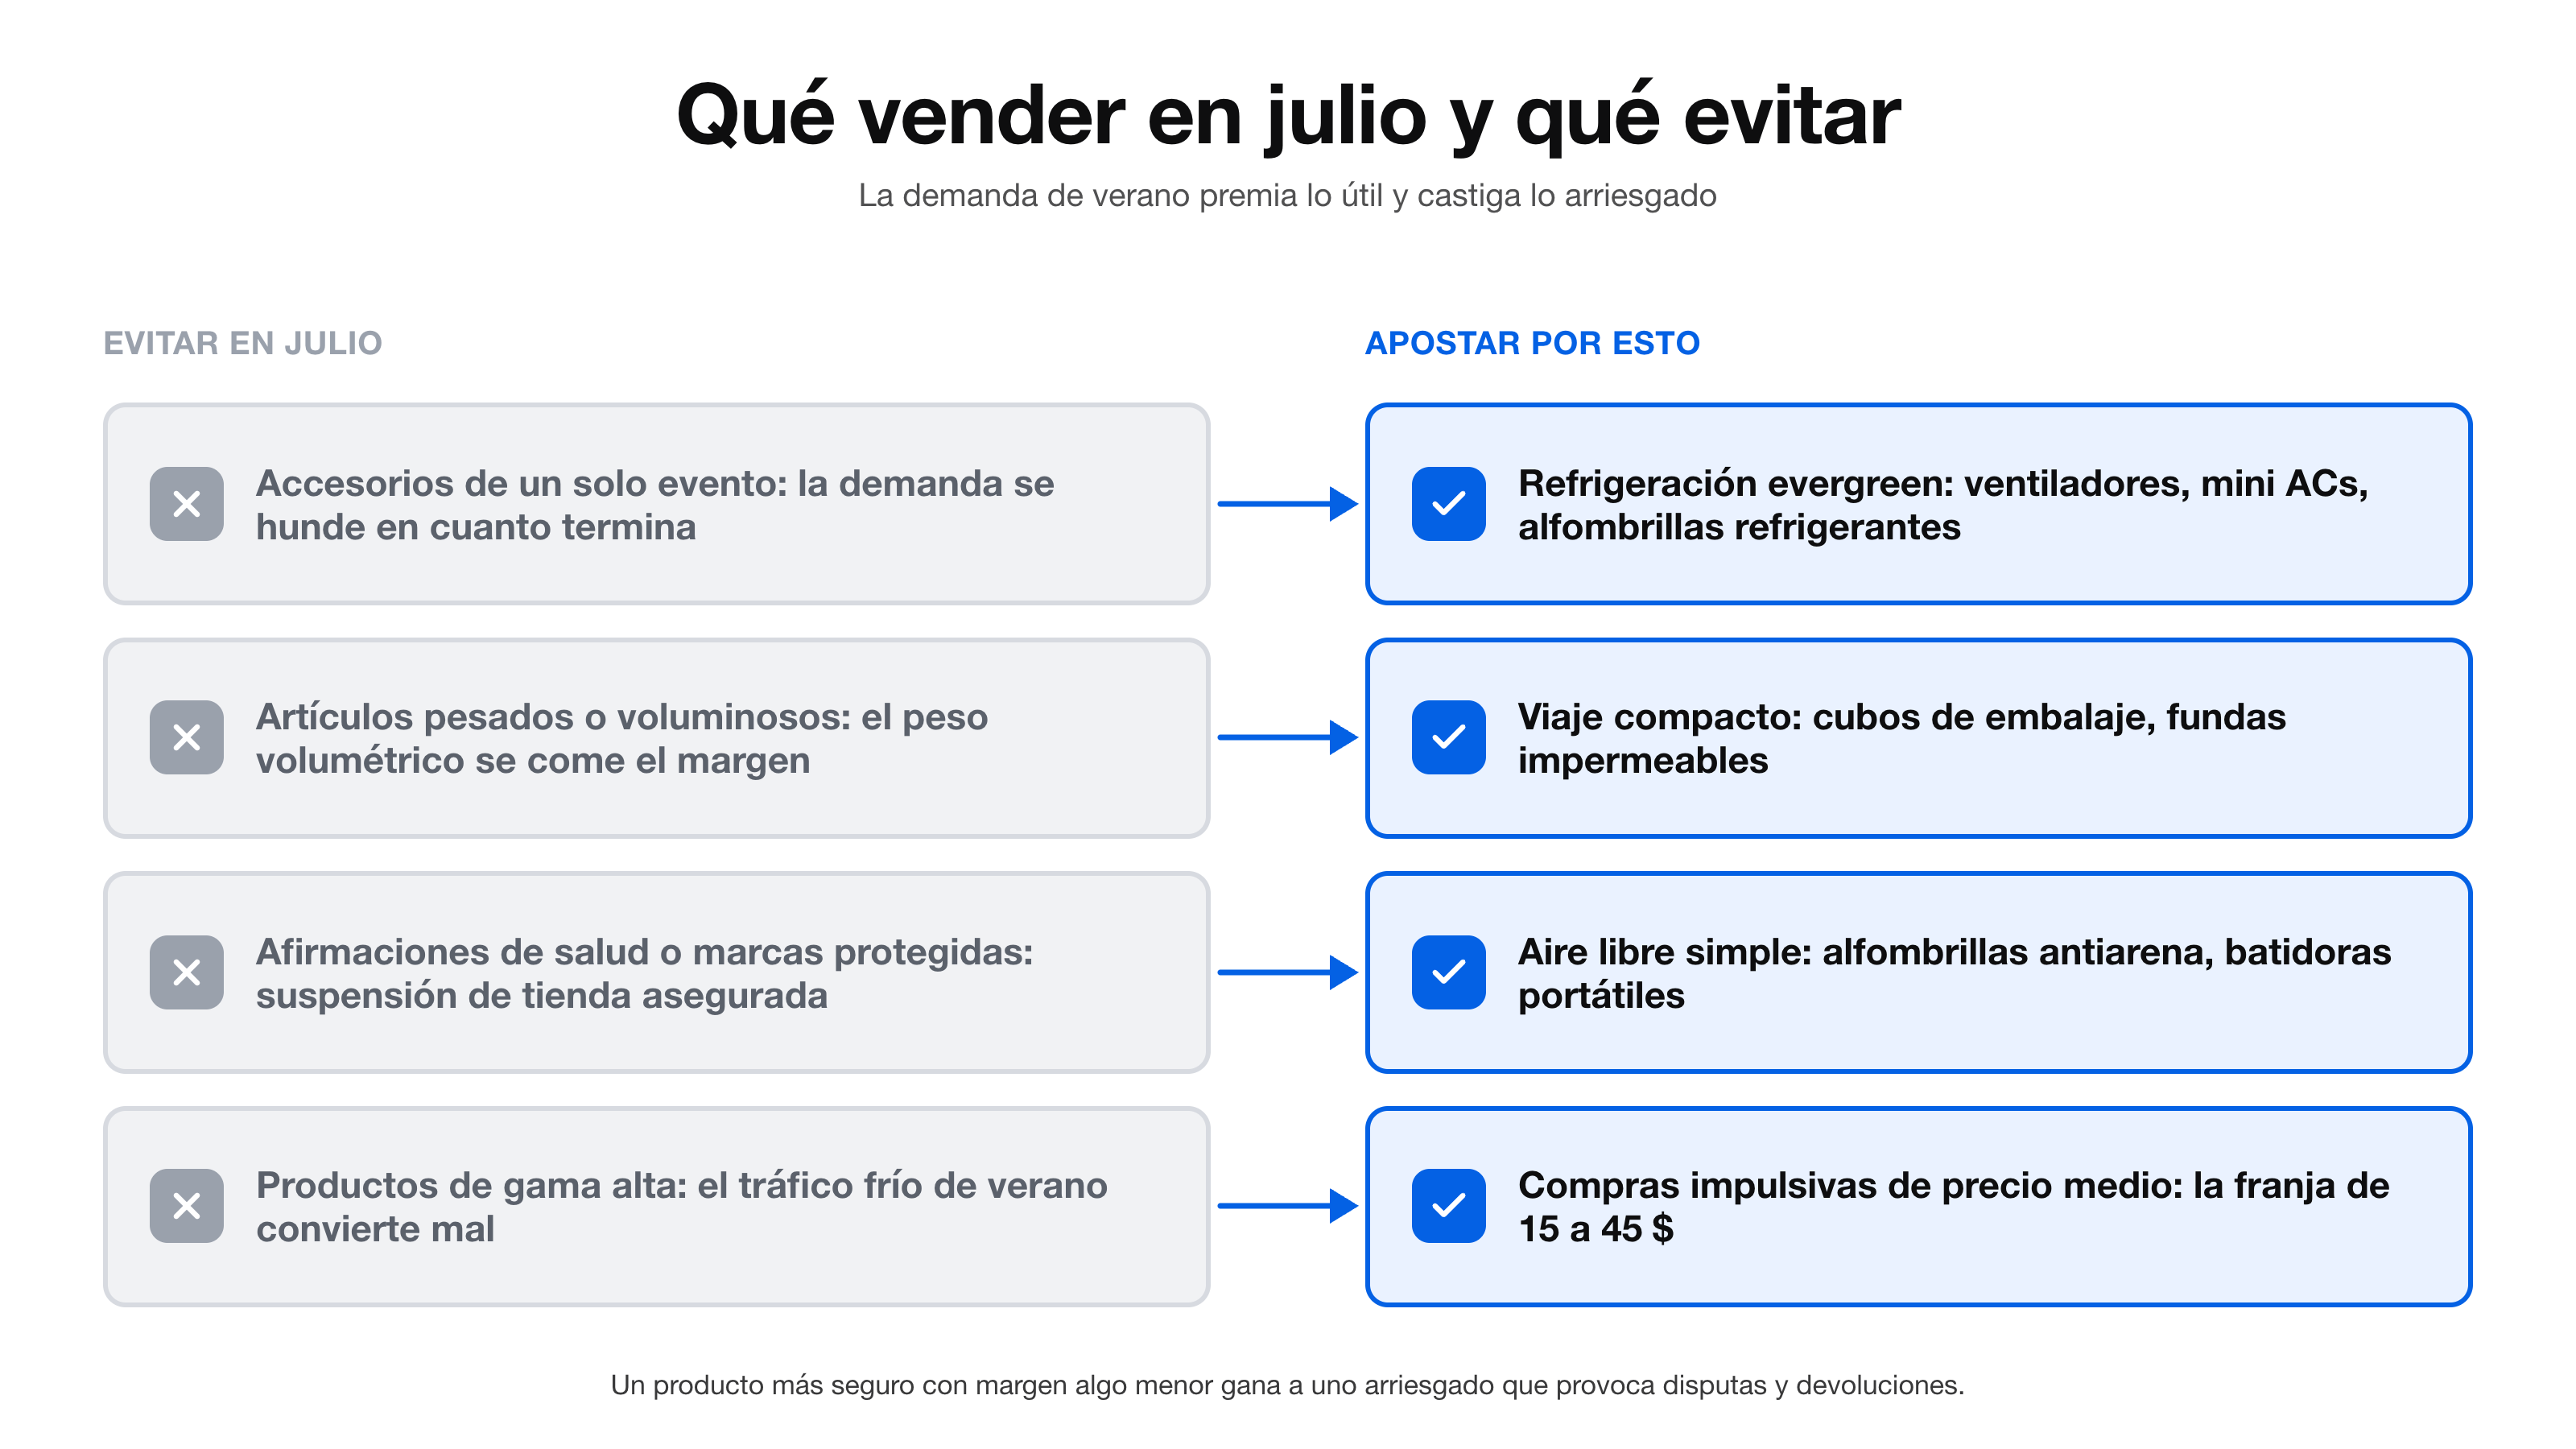 Qué vender en julio y qué evitar
La demanda de verano premia lo útil y castiga lo arriesgado
EVITAR EN JULIO
APOSTAR POR ESTO
Accesorios de un solo evento: la demanda se
hunde en cuanto termina
Refrigeración evergreen: ventiladores, mini ACs,
alfombrillas refrigerantes
Artículos pesados o voluminosos: el peso
volumétrico se come el margen
Viaje compacto: cubos de embalaje, fundas
impermeables
Afirmaciones de salud o marcas protegidas:
suspensión de tienda asegurada
Aire libre simple: alfombrillas antiarena, batidoras
portátiles
Productos de gama alta: el tráfico frío de verano
convierte mal
Compras impulsivas de precio medio: la franja de
15 a 45 $
Un producto más seguro con margen algo menor gana a uno arriesgado que provoca disputas y devoluciones.